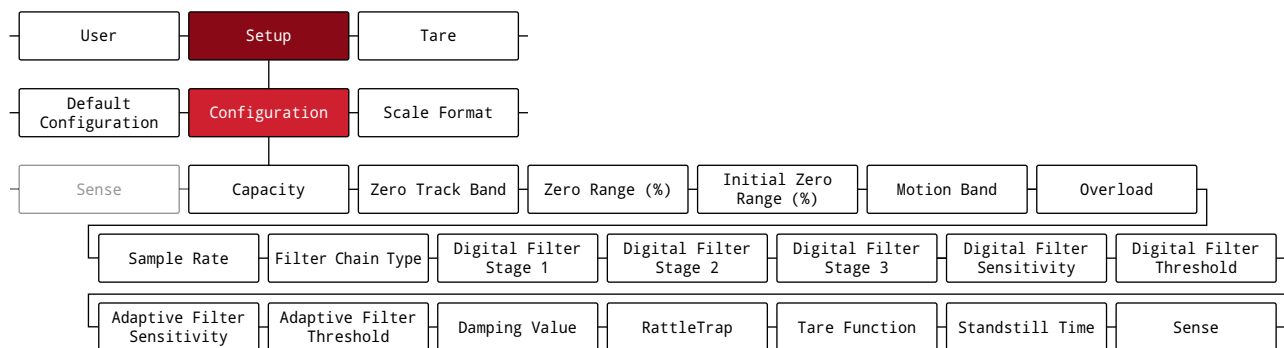 User
Setup
Tare
Default
Configuration
Configuration
Scale Format
Sense
Capacity
Zero Track Band
Zero Range (%)
Initial Zero
Range (%)
Motion Band
Overload
Sample Rate
Filter Chain Type
Digital Filter
Stage 1
Digital Filter
Stage 2
Digital Filter
Stage 3
Digital Filter
Sensitivity
Digital Filter
Threshold
Adaptive Filter
Sensitivity
Adaptive Filter
Threshold
Damping Value
RattleTrap
Tare Function
Standstill Time
Sense